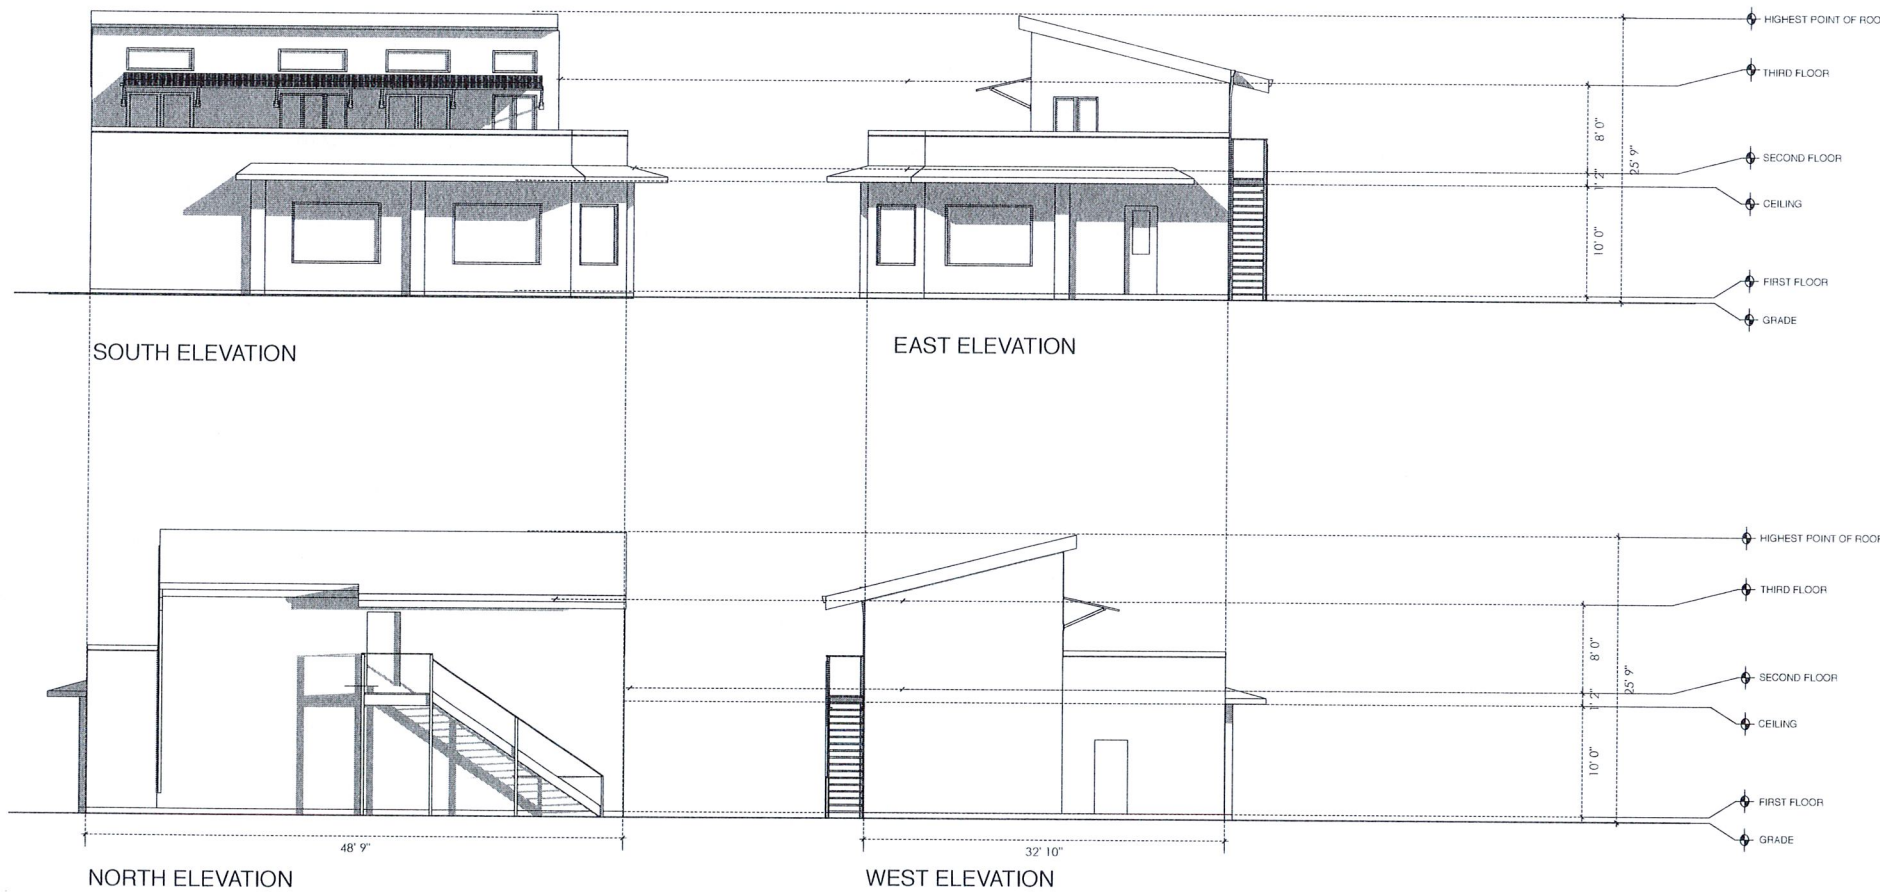 HIGHEST POINT OF ROO
THIRD FLOOR
8' 0"
25' 9"
SECOND FLOOR
1' 2"
CEILING
10' 0"
FIRST FLOOR
GRADE
SOUTH ELEVATION
EAST ELEVATION
HIGHEST POINT OF ROOF
THIRD FLOOR
8' 0"
25' 9"
SECOND FLOOR
1' 2"
CEILING
10' 0"
FIRST FLOOR
GRADE
48' 9"
32' 10"
NORTH ELEVATION
WEST ELEVATION